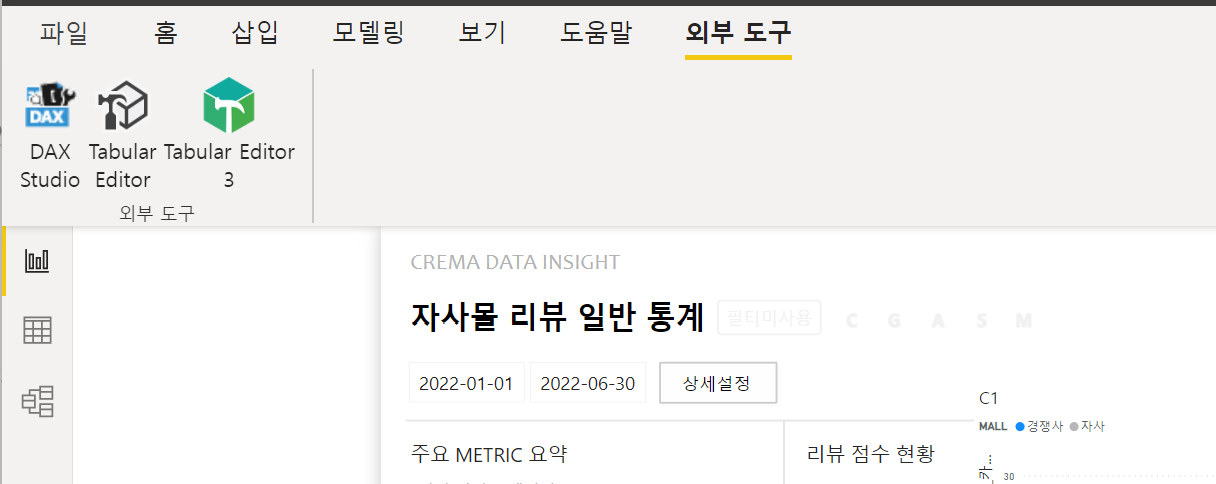 파일 홈 삽입 모델링 보기 도움말 외부 도구
DAX
DAX Studio
Tabular Editor
Tabular Editor 3
외부 도구
CREMA DATA INSIGHT
자사몰 리뷰 일반 통계 필터미사용 C G A S M
2022-01-01 2022-06-30 상세설정
C1
MALL 경쟁사 자사
주요 METRIC 요약
리뷰 점수 현황
카...
30